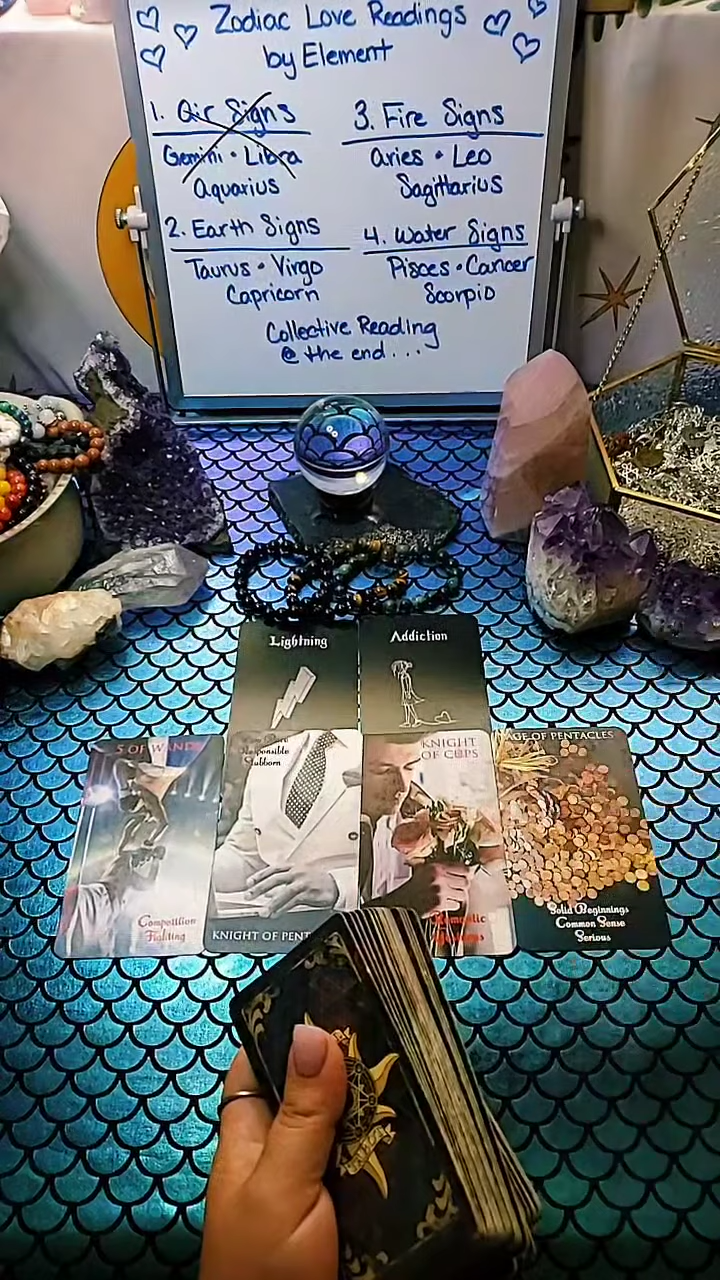 Zodiac Love Readings
by Element
1. Air Signs
Gemini • Libra
Aquarius
2. Earth Signs
Taurus • Virgo
Capricorn
3. Fire Signs
Aries • Leo
Sagittarius
4. Water Signs
Pisces • Cancer
Scorpio
Collective Reading
@ the end...
Lightning
Addiction
5 OF WANDS
Competition
Fighting
Responsible
Stubborn
KNIGHT OF PENT
KNIGHT
OF CUPS
Romantic
PAGE OF PENTACLES
Solid Beginnings
Common Sense
Serious